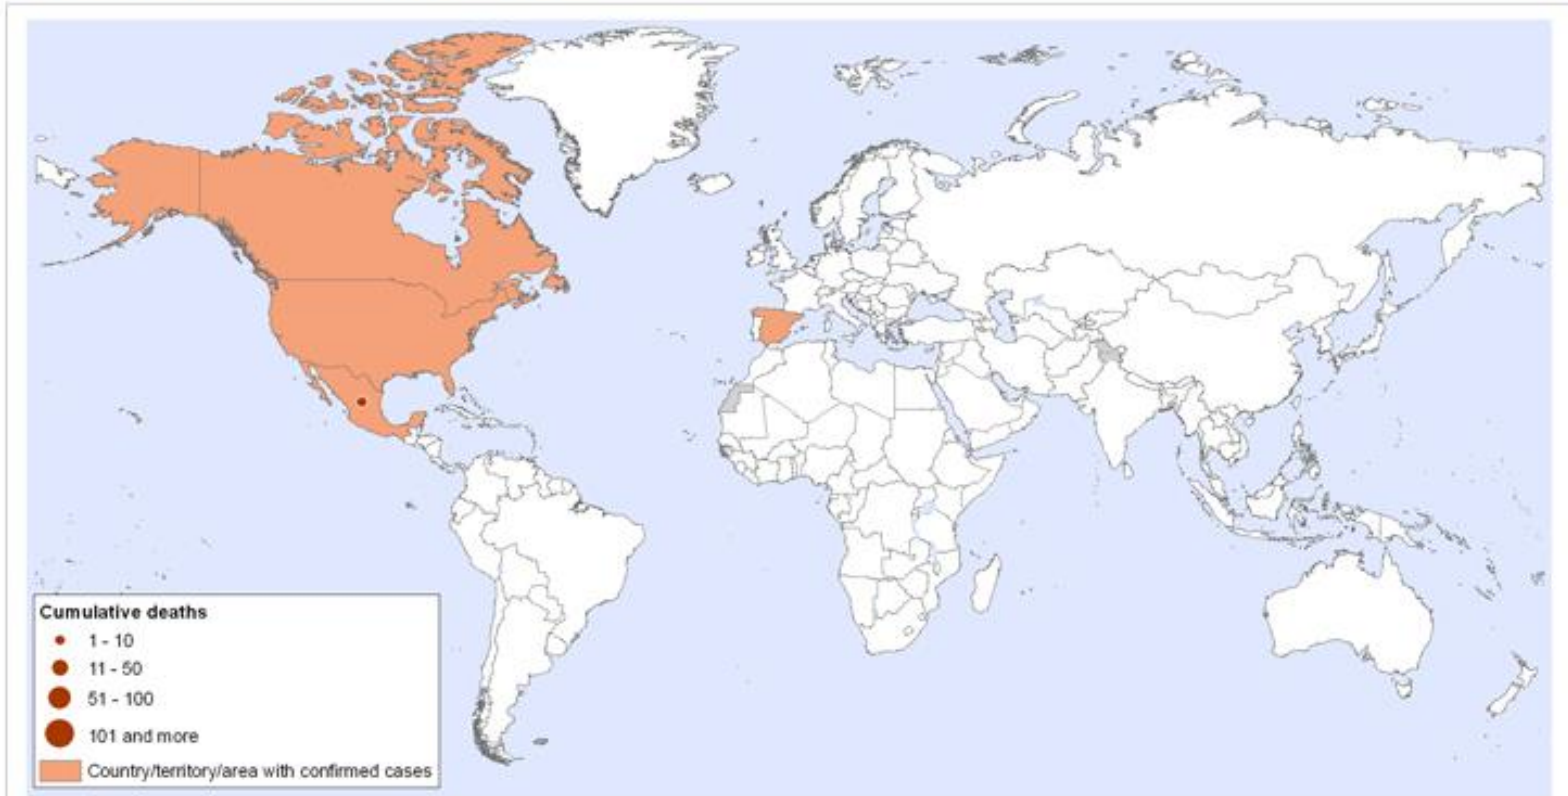 Cumulative deaths
1 - 10
11 - 50
51 - 100
101 and more
Country/territory/area with confirmed cases